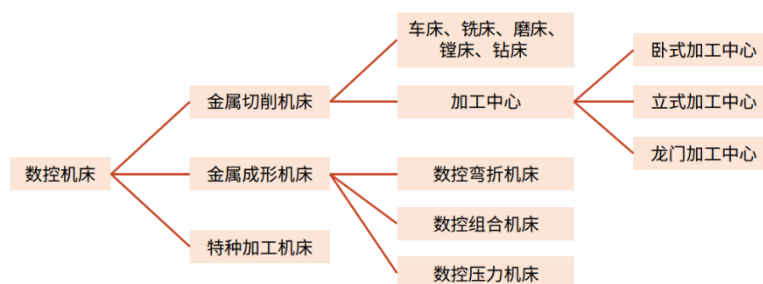 数控机床
金属切削机床
金属成形机床
特种加工机床
车床、铣床、磨床、
镗床、钻床
加工中心
数控弯折机床
数控组合机床
数控压力机床
卧式加工中心
立式加工中心
龙门加工中心